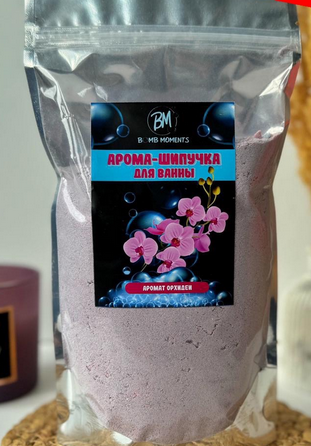 BM
BOMB MOMENTS
АРОМА-ШИПУЧКА
ДЛЯ ВАННЫ
АРОМАТ ОРХИДЕИ